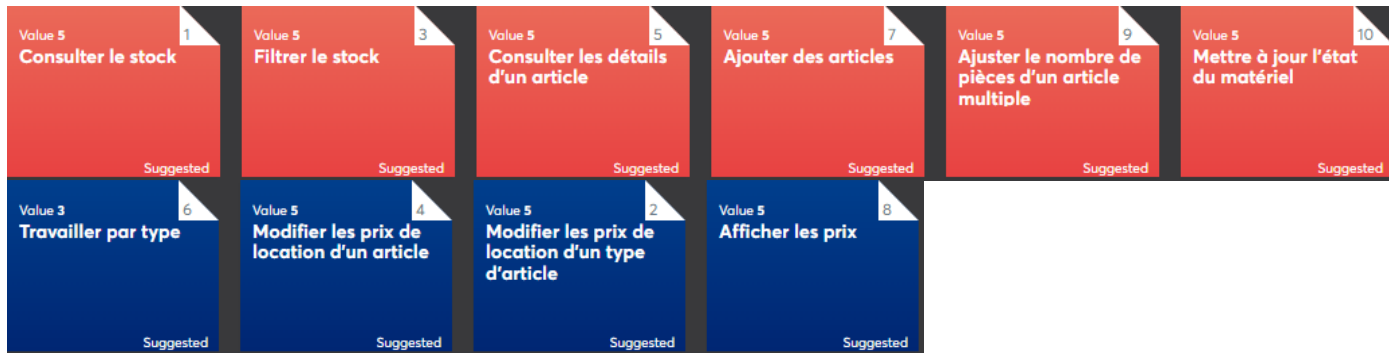 Value 5
1
Consulter le stock
Suggested
Value 5
3
Filtrer le stock
Suggested
Value 5
5
Consulter les détails
d'un article
Suggested
Value 5
7
Ajouter des articles
Suggested
Value 5
9
Ajuster le nombre de
pièces d'un article
multiple
Suggested
Value 5
10
Mettre à jour l'état
du matériel
Suggested
Value 3
6
Travailler par type
Suggested
Value 5
4
Modifier les prix de
location d'un article
Suggested
Value 5
2
Modifier les prix de
location d'un type
d'article
Suggested
Value 5
8
Afficher les prix
Suggested